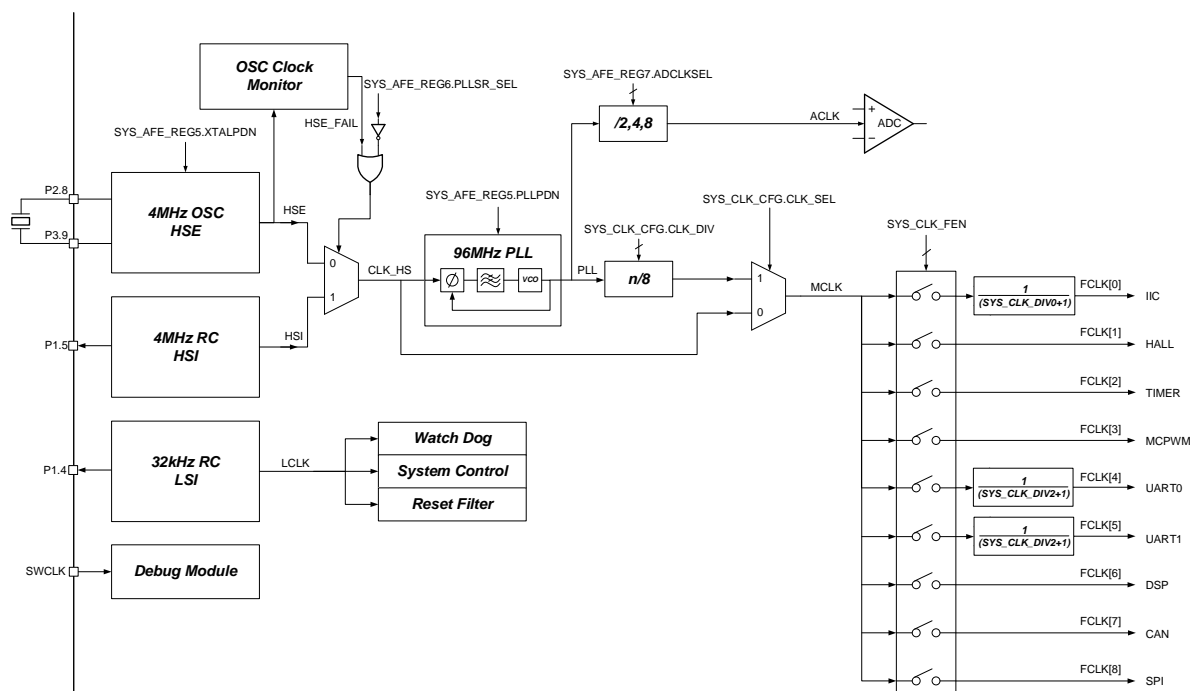 OSC Clock
Monitor
SYS_AFE_REG6.PLLSR_SEL
SYS_AFE_REG7.ADCLKSEL
HSE_FAIL
/2,4,8
ACLK
+
ADC
−
SYS_AFE_REG5.XTALPDN
P2.8
P3.9
4MHz OSC
HSE
HSE
0
1
CLK_HS
SYS_AFE_REG5.PLLPDN
96MHz PLL
∅
VCO
PLL
SYS_CLK_CFG.CLK_DIV
n/8
SYS_CLK_CFG.CLK_SEL
1
0
MCLK
SYS_CLK_FEN
1
(SYS_CLK_DIV0+1)
FCLK[0]
IIC
P1.5
4MHz RC
HSI
HSI
FCLK[1]
HALL
FCLK[2]
TIMER
FCLK[3]
MCPWM
P1.4
32kHz RC
LSI
LCLK
Watch Dog
System Control
Reset Filter
1
(SYS_CLK_DIV2+1)
FCLK[4]
UART0
1
(SYS_CLK_DIV2+1)
FCLK[5]
UART1
SWCLK
Debug Module
FCLK[6]
DSP
FCLK[7]
CAN
FCLK[8]
SPI